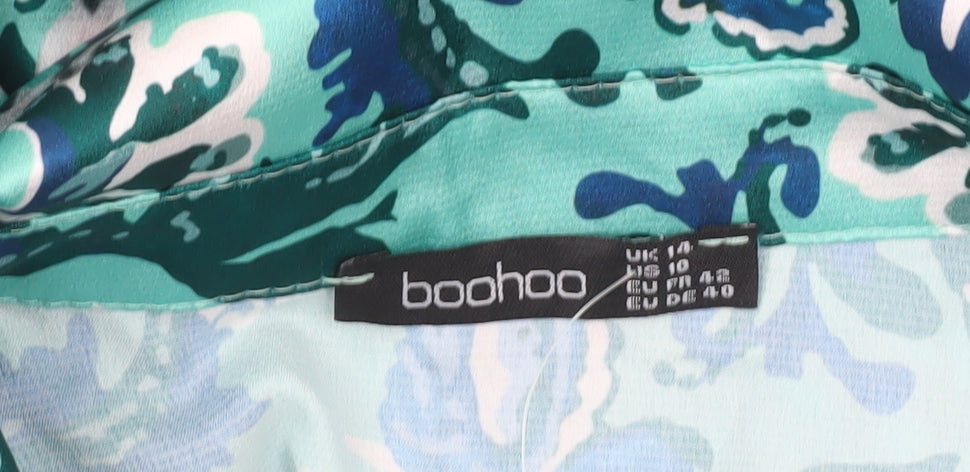 boohoo
UK 14
US 10
EU FR 42
EU DE 40